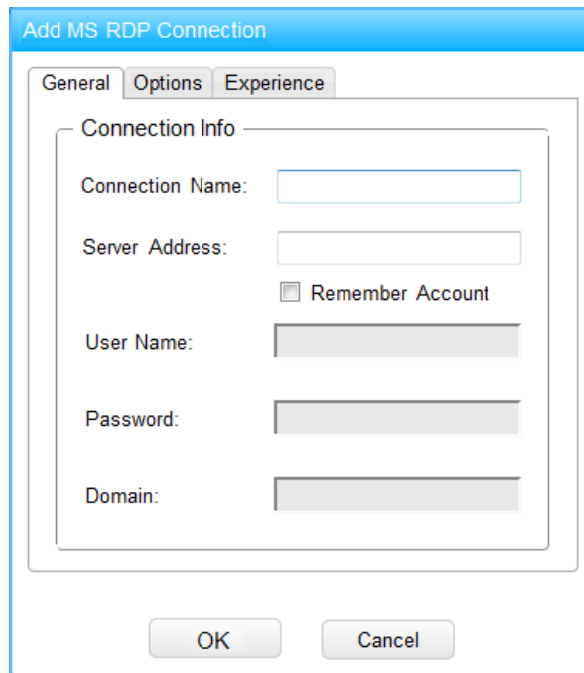 Add MS RDP Connection
General Options Experience
Connection Info
Connection Name:
Server Address:
Remember Account
User Name:
Password:
Domain:
OK Cancel